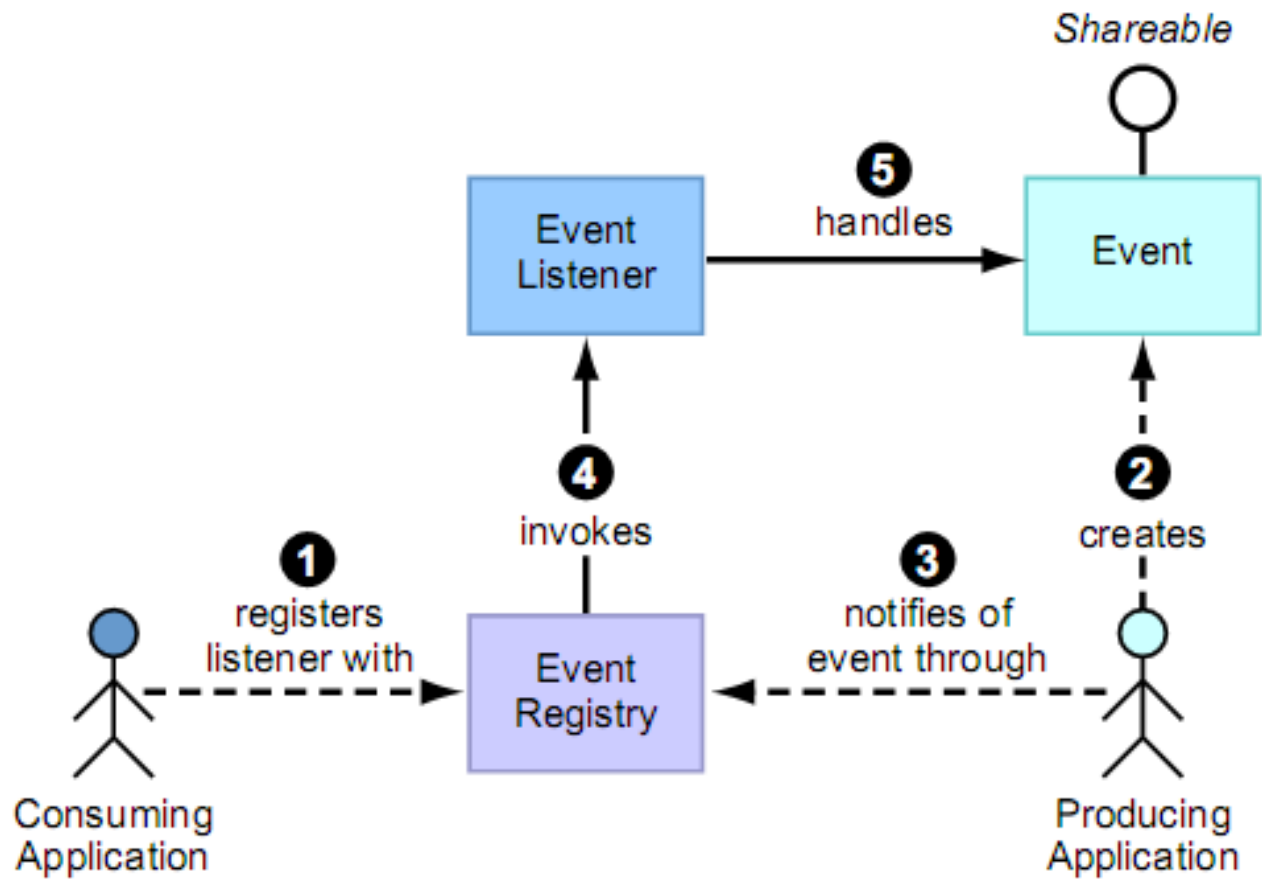 Shareable
5
handles
Event
Listener
Event
4
invokes
2
creates
1
registers
listener with
3
notifies of
event through
Event
Registry
Consuming
Application
Producing
Application